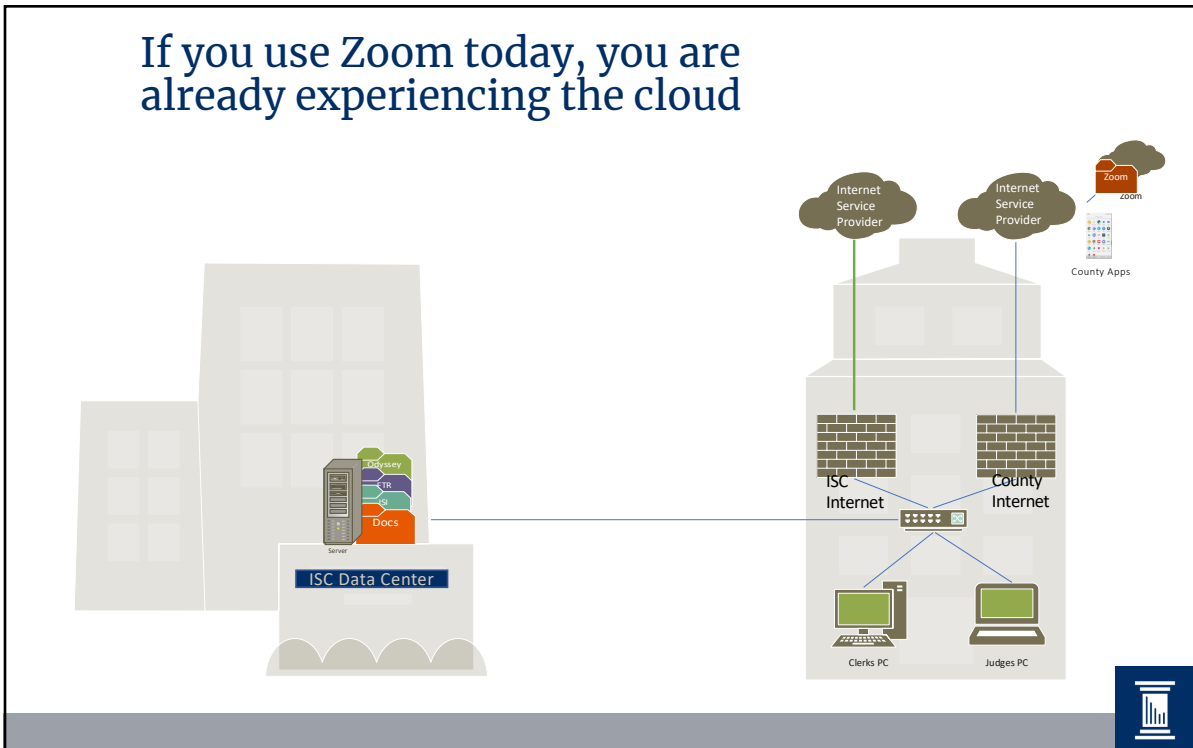 If you use Zoom today, you are
already experiencing the cloud
Internet
Service
Provider
Internet
Service
Provider
Zoom
Zoom
County Apps
Odyssey
FTR
ISI
Docs
Server
ISC Data Center
ISC
Internet
County
Internet
Clerks PC
Judges PC